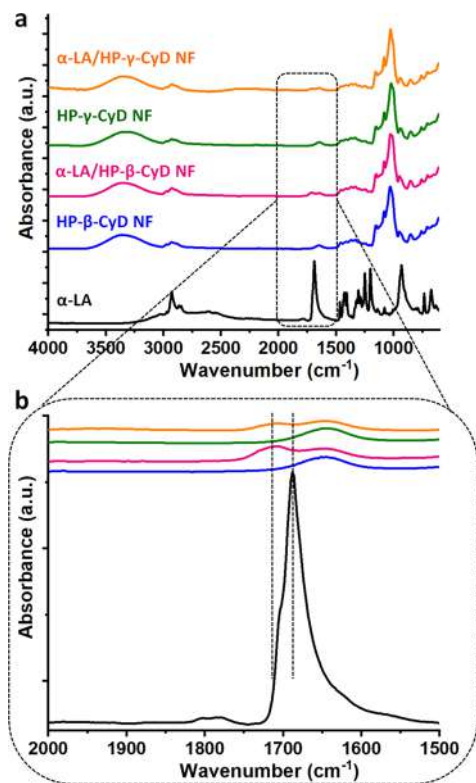 a
α-LA/HP-γ-CyD NF
HP-γ-CyD NF
α-LA/HP-β-CyD NF
HP-β-CyD NF
α-LA
Absorbance (a.u.)
4000 3500 3000 2500 2000 1500 1000
Wavenumber (cm⁻¹)
b
Absorbance (a.u.)
2000 1900 1800 1700 1600 1500
Wavenumber (cm⁻¹)